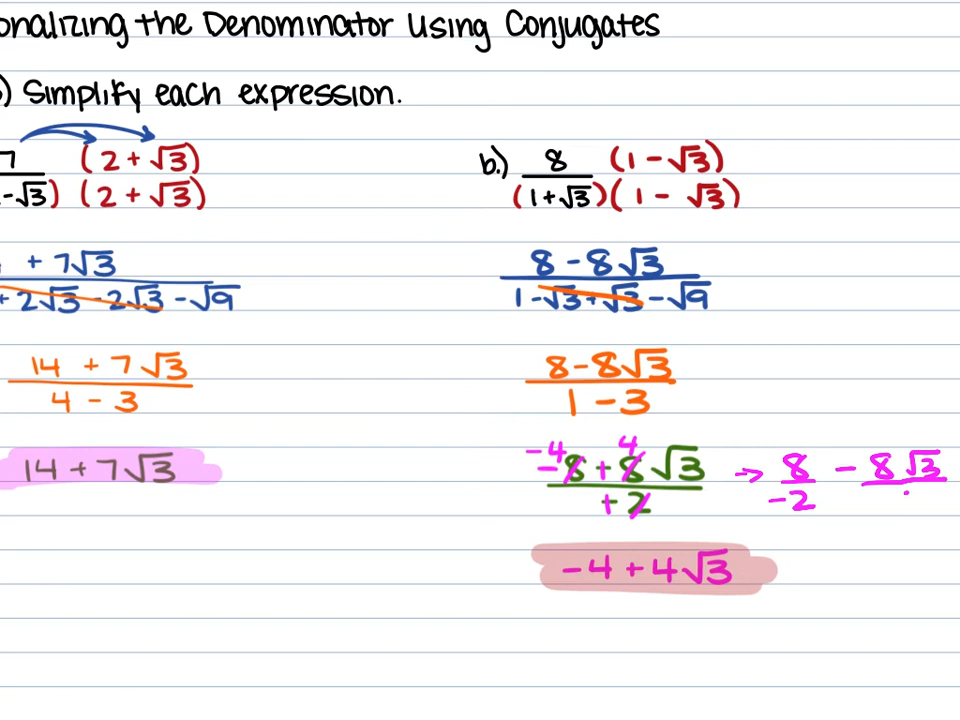 onalizing the Denominator Using Conjugates
) Simplify each expression.
7 (2 + √3)
-√3) (2 + √3)
+ 7√3
+ 2√3 - 2√3 - √9
14 + 7√3
4 - 3
14 + 7√3
b.) 8 (1 - √3)
(1 + √3)(1 - √3)
8 - 8√3
1 - √3 + √3 - √9
8 - 8√3
1 - 3
-4 4
-8 + 8√3 → 8 - 8√3
+ 2 -2
-4 + 4√3